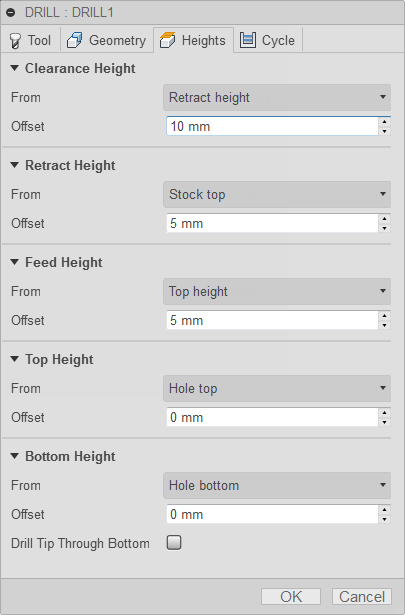 DRILL : DRILL1
Tool Geometry Heights Cycle
Clearance Height
From Retract height
Offset 10 mm
Retract Height
From Stock top
Offset 5 mm
Feed Height
From Top height
Offset 5 mm
Top Height
From Hole top
Offset 0 mm
Bottom Height
From Hole bottom
Offset 0 mm
Drill Tip Through Bottom
OK Cancel